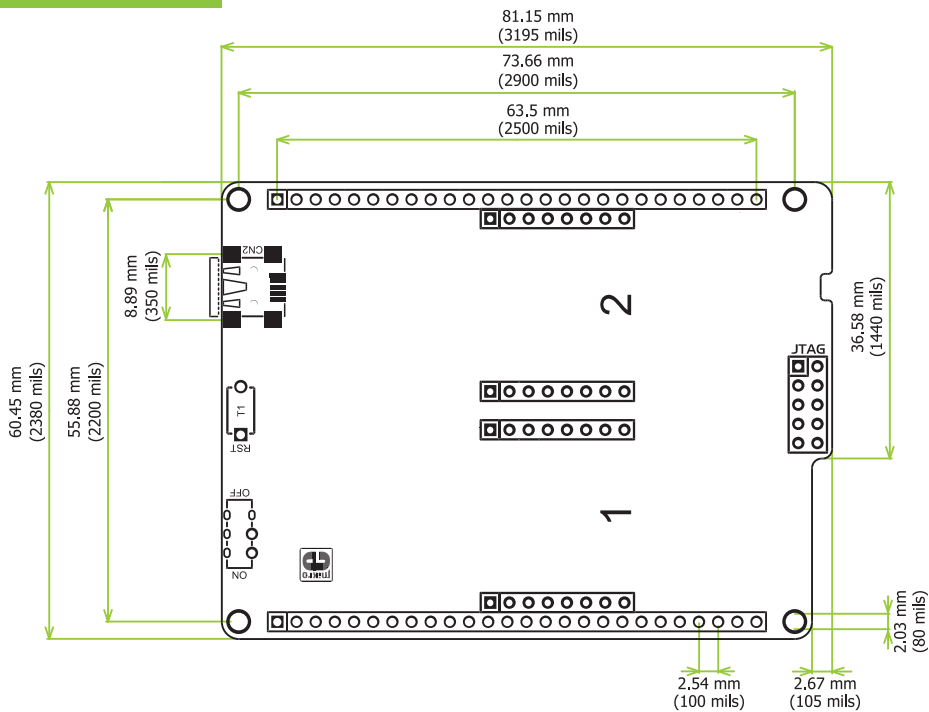 81.15 mm
(3195 mils)
73.66 mm
(2900 mils)
63.5 mm
(2500 mils)
CN2
8.89 mm
(350 mils)
2
36.58 mm
(1440 mils)
JTAG
60.45 mm
(2380 mils)
55.88 mm
(2200 mils)
T1
RST
OFF
1
ON
makro
2.03 mm
(80 mils)
2.54 mm
(100 mils)
2.67 mm
(105 mils)